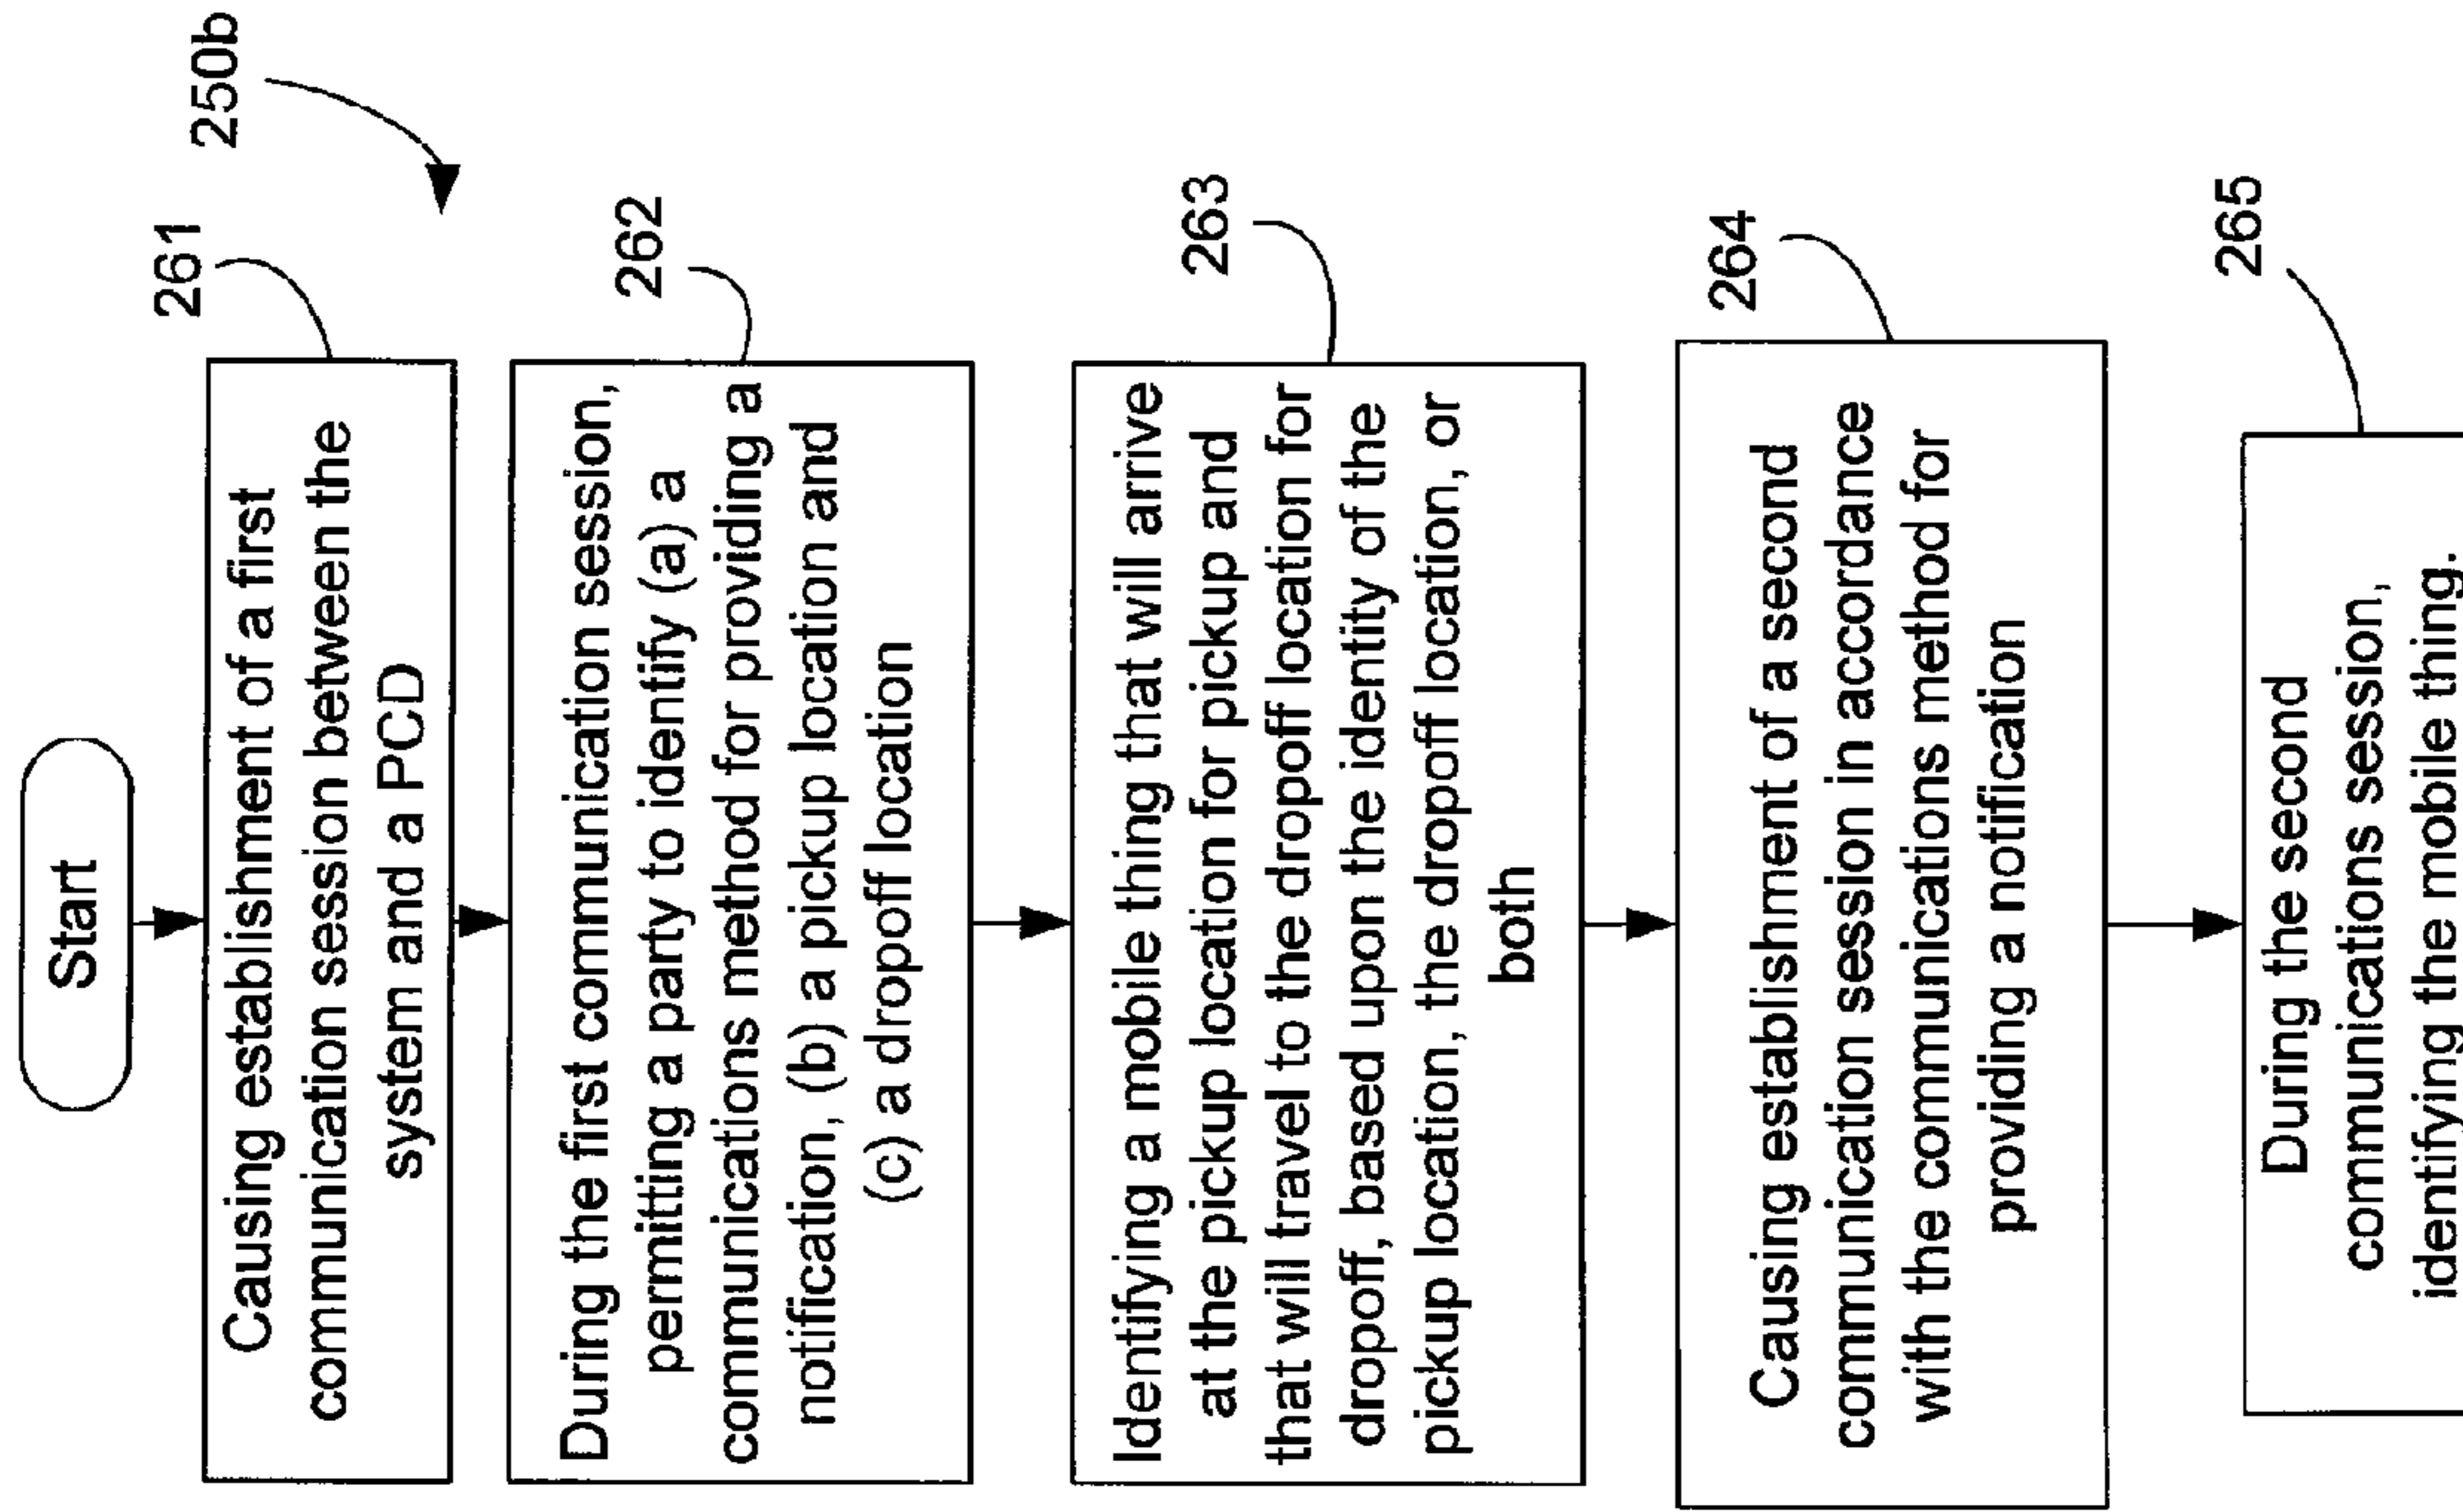 250b
Start
261
Causing establishment of a first
communication session between the
system and a PCD
262
During the first communication session,
permitting a party to identify (a) a
communications method for providing a
notification, (b) a pickup location and
(c) a dropoff location
263
Identifying a mobile thing that will arrive
at the pickup location for pickup and
that will travel to the dropoff location for
dropoff, based upon the identity of the
pickup location, the dropoff location, or
both
264
Causing establishment of a second
communication session in accordance
with the communications method for
providing a notification
265
During the second
communications session,
identifying the mobile thing.